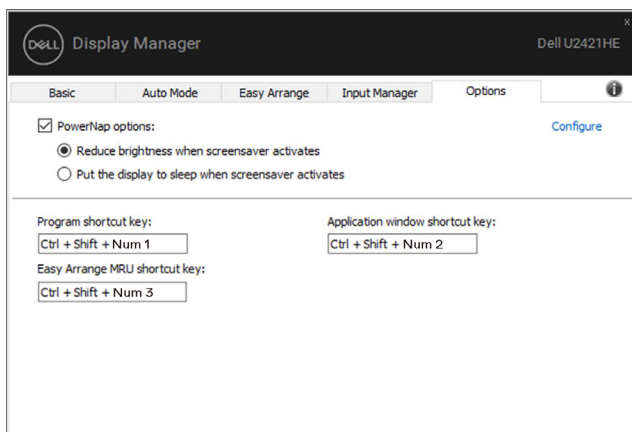 x
DELL Display Manager Dell U2421HE
Basic Auto Mode Easy Arrange Input Manager Options i
PowerNap options: Configure
Reduce brightness when screensaver activates
Put the display to sleep when screensaver activates
Program shortcut key: Application window shortcut key:
Ctrl + Shift + Num 1 Ctrl + Shift + Num 2
Easy Arrange MRU shortcut key:
Ctrl + Shift + Num 3